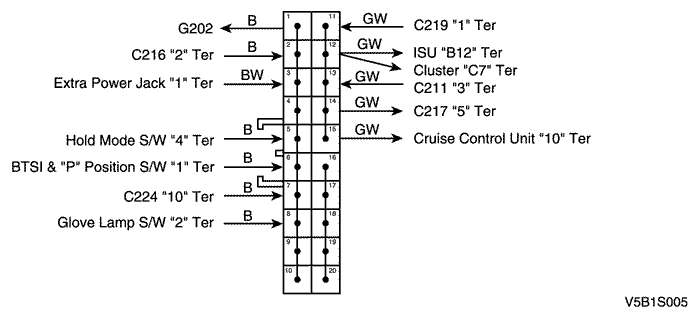 G202 B 1 11 GW C219 "1" Ter
C216 "2" Ter B 2 12 GW ISU "B12" Ter
Cluster "C7" Ter
Extra Power Jack "1" Ter BW 3 13 GW C211 "3" Ter
4 14 GW C217 "5" Ter
Hold Mode S/W "4" Ter B 5 15 GW Cruise Control Unit "10" Ter
BTSI & "P" Position S/W "1" Ter B 6 16
C224 "10" Ter B 7 17
Glove Lamp S/W "2" Ter B 8 18
9 19
10 20
V5B1S005